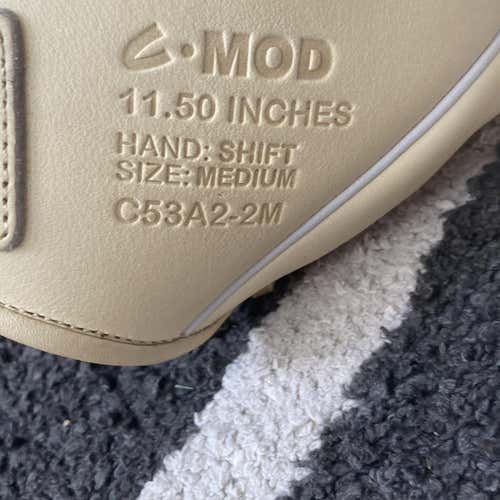 C•MOD
11.50 INCHES
HAND: SHIFT
SIZE: MEDIUM
C53A2-2M